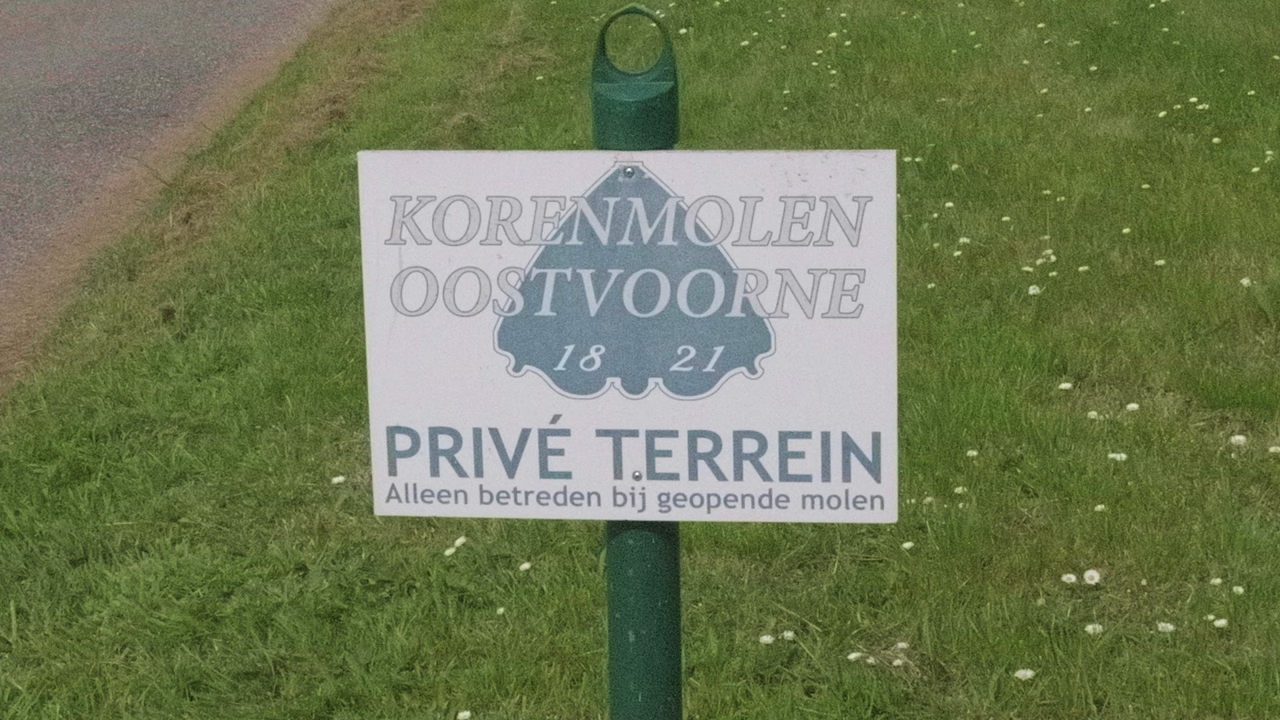 KORENMOLEN
OOSTVOORNE
18 21
PRIVÉ TERREIN
Alleen betreden bij geopende molen